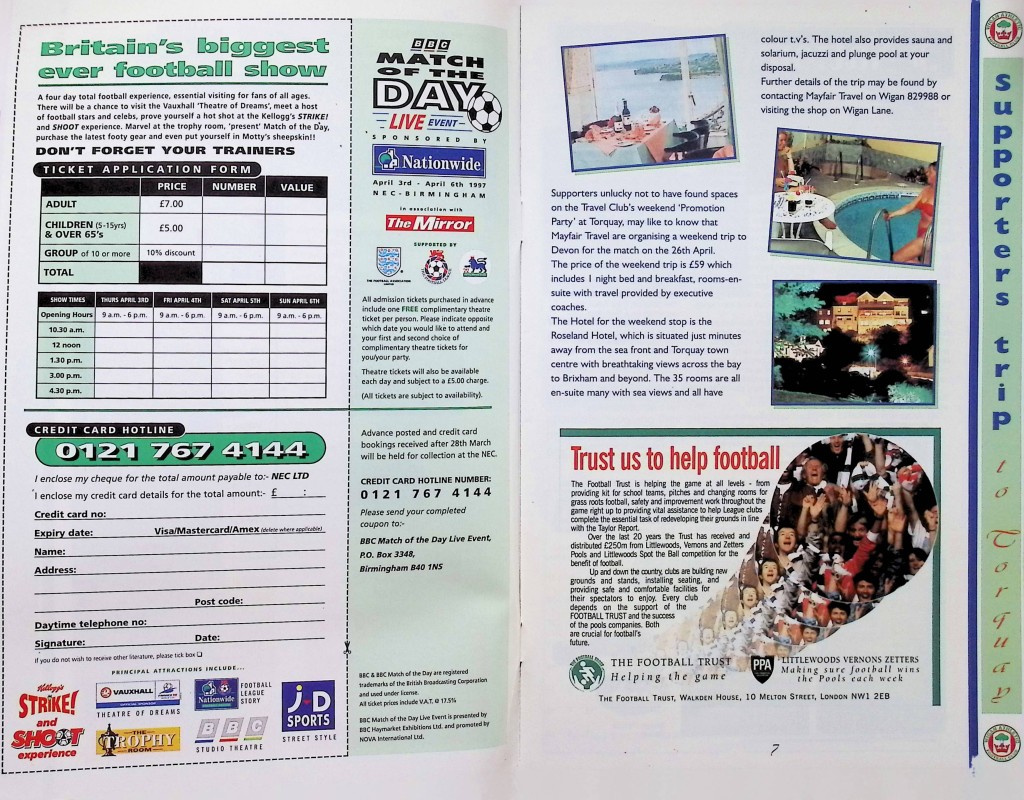 Britain's biggest
ever football show
A four day total football experience, essential visiting for fans of all ages.
There will be a chance to visit the Vauxhall 'Theatre of Dreams', meet a host
of football stars and celebs, prove yourself a hot shot at the Kellogg's STRIKE!
and SHOOT experience. Marvel at the trophy room, 'present' Match of the Day,
purchase the latest footy gear and even put yourself in Motty's sheepskin!!
DON'T FORGET YOUR TRAINERS
TICKET APPLICATION FORM
PRICE NUMBER VALUE
ADULT £7.00
CHILDREN (5-15yrs)
& OVER 65's £5.00
GROUP of 10 or more 10% discount
TOTAL
SHOW TIMES THURS APRIL 3RD FRI APRIL 4TH SAT APRIL 5TH SUN APRIL 6TH
Opening Hours 9 a.m. - 6 p.m. 9 a.m. - 6 p.m. 9 a.m. - 6 p.m. 9 a.m. - 6 p.m.
10.30 a.m.
12 noon
1.30 p.m.
3.00 p.m.
4.30 p.m.
CREDIT CARD HOTLINE
0121 767 4144
I enclose my cheque for the total amount payable to:- NEC LTD
I enclose my credit card details for the total amount:- £ :
Credit card no:
Expiry date: Visa/Mastercard/Amex (delete where applicable)
Name:
Address:
Post code:
Daytime telephone no:
Signature: Date:
If you do not wish to receive other literature, please tick box
PRINCIPAL ATTRACTIONS INCLUDE...
Kellogg's
STRIKE!
and
SHOOT
experience
VAUXHALL
THEATRE OF DREAMS
THE
TROPHY
ROOM
Nationwide
FOOTBALL
LEAGUE
STORY
BBC
STUDIO THEATRE
J-D
SPORTS
STREET STYLE
BBC
MATCH
OF THE
DAY
LIVE EVENT
SPONSORED BY
Nationwide
April 3rd - April 6th 1997
NEC-BIRMINGHAM
in association with
The Mirror
SUPPORTED BY
All admission tickets purchased in advance
include one FREE complimentary theatre
ticket per person. Please indicate opposite
which date you would like to attend and
your first and second choice of
complimentary theatre tickets for
you/your party.
Theatre tickets will also be available
each day and subject to a £5.00 charge.
(All tickets are subject to availability).
Advance posted and credit card
bookings received after 28th March
will be held for collection at the NEC.
CREDIT CARD HOTLINE NUMBER:
0121 767 4144
Please send your completed
coupon to:-
BBC Match of the Day Live Event,
P.O. Box 3348,
Birmingham B40 1NS
BBC & BBC Match of the Day are registered
trademarks of the British Broadcasting Corporation
and used under license.
All ticket prices include V.A.T. @ 17.5%
BBC Match of the Day Live Event is presented by
BBC Haymarket Exhibitions Ltd. and promoted by
NOVA International Ltd.
Supporters unlucky not to have found spaces
on the Travel Club's weekend 'Promotion
Party' at Torquay, may like to know that
Mayfair Travel are organising a weekend trip to
Devon for the match on the 26th April.
The price of the weekend trip is £59 which
includes 1 night bed and breakfast, rooms-en-
suite with travel provided by executive
coaches.
The Hotel for the weekend stop is the
Roseland Hotel, which is situated just minutes
away from the sea front and Torquay town
centre with breathtaking views across the bay
to Brixham and beyond. The 35 rooms are all
en-suite many with sea views and all have
colour t.v's. The hotel also provides sauna and
solarium, jacuzzi and plunge pool at your
disposal.
Further details of the trip may be found by
contacting Mayfair Travel on Wigan 829988 or
visiting the shop on Wigan Lane.
Trust us to help football
The Football Trust is helping the game at all levels - from
providing kit for school teams, pitches and changing rooms for
grass roots football, safety and improvement work throughout the
game right up to providing vital assistance to help League clubs
complete the essential task of redeveloping their grounds in line
with the Taylor Report.
Over the last 20 years the Trust has received and
distributed £250m from Littlewoods, Vernons and Zetters
Pools and Littlewoods Spot the Ball competition for the
benefit of football.
Up and down the country, clubs are building new
grounds and stands, installing seating, and
providing safe and comfortable facilities for
their spectators to enjoy. Every club
depends on the support of the
FOOTBALL TRUST and the success
of the pools companies. Both
are crucial for football's
future.
THE FOOTBALL TRUST
Helping the game
PPA
LITTLEWOODS VERNONS ZETTERS
Making sure football wins
the Pools each week
THE FOOTBALL TRUST, WALKDEN HOUSE, 10 MELTON STREET, LONDON NW1 2EB
7
Supporters trip to Torquay